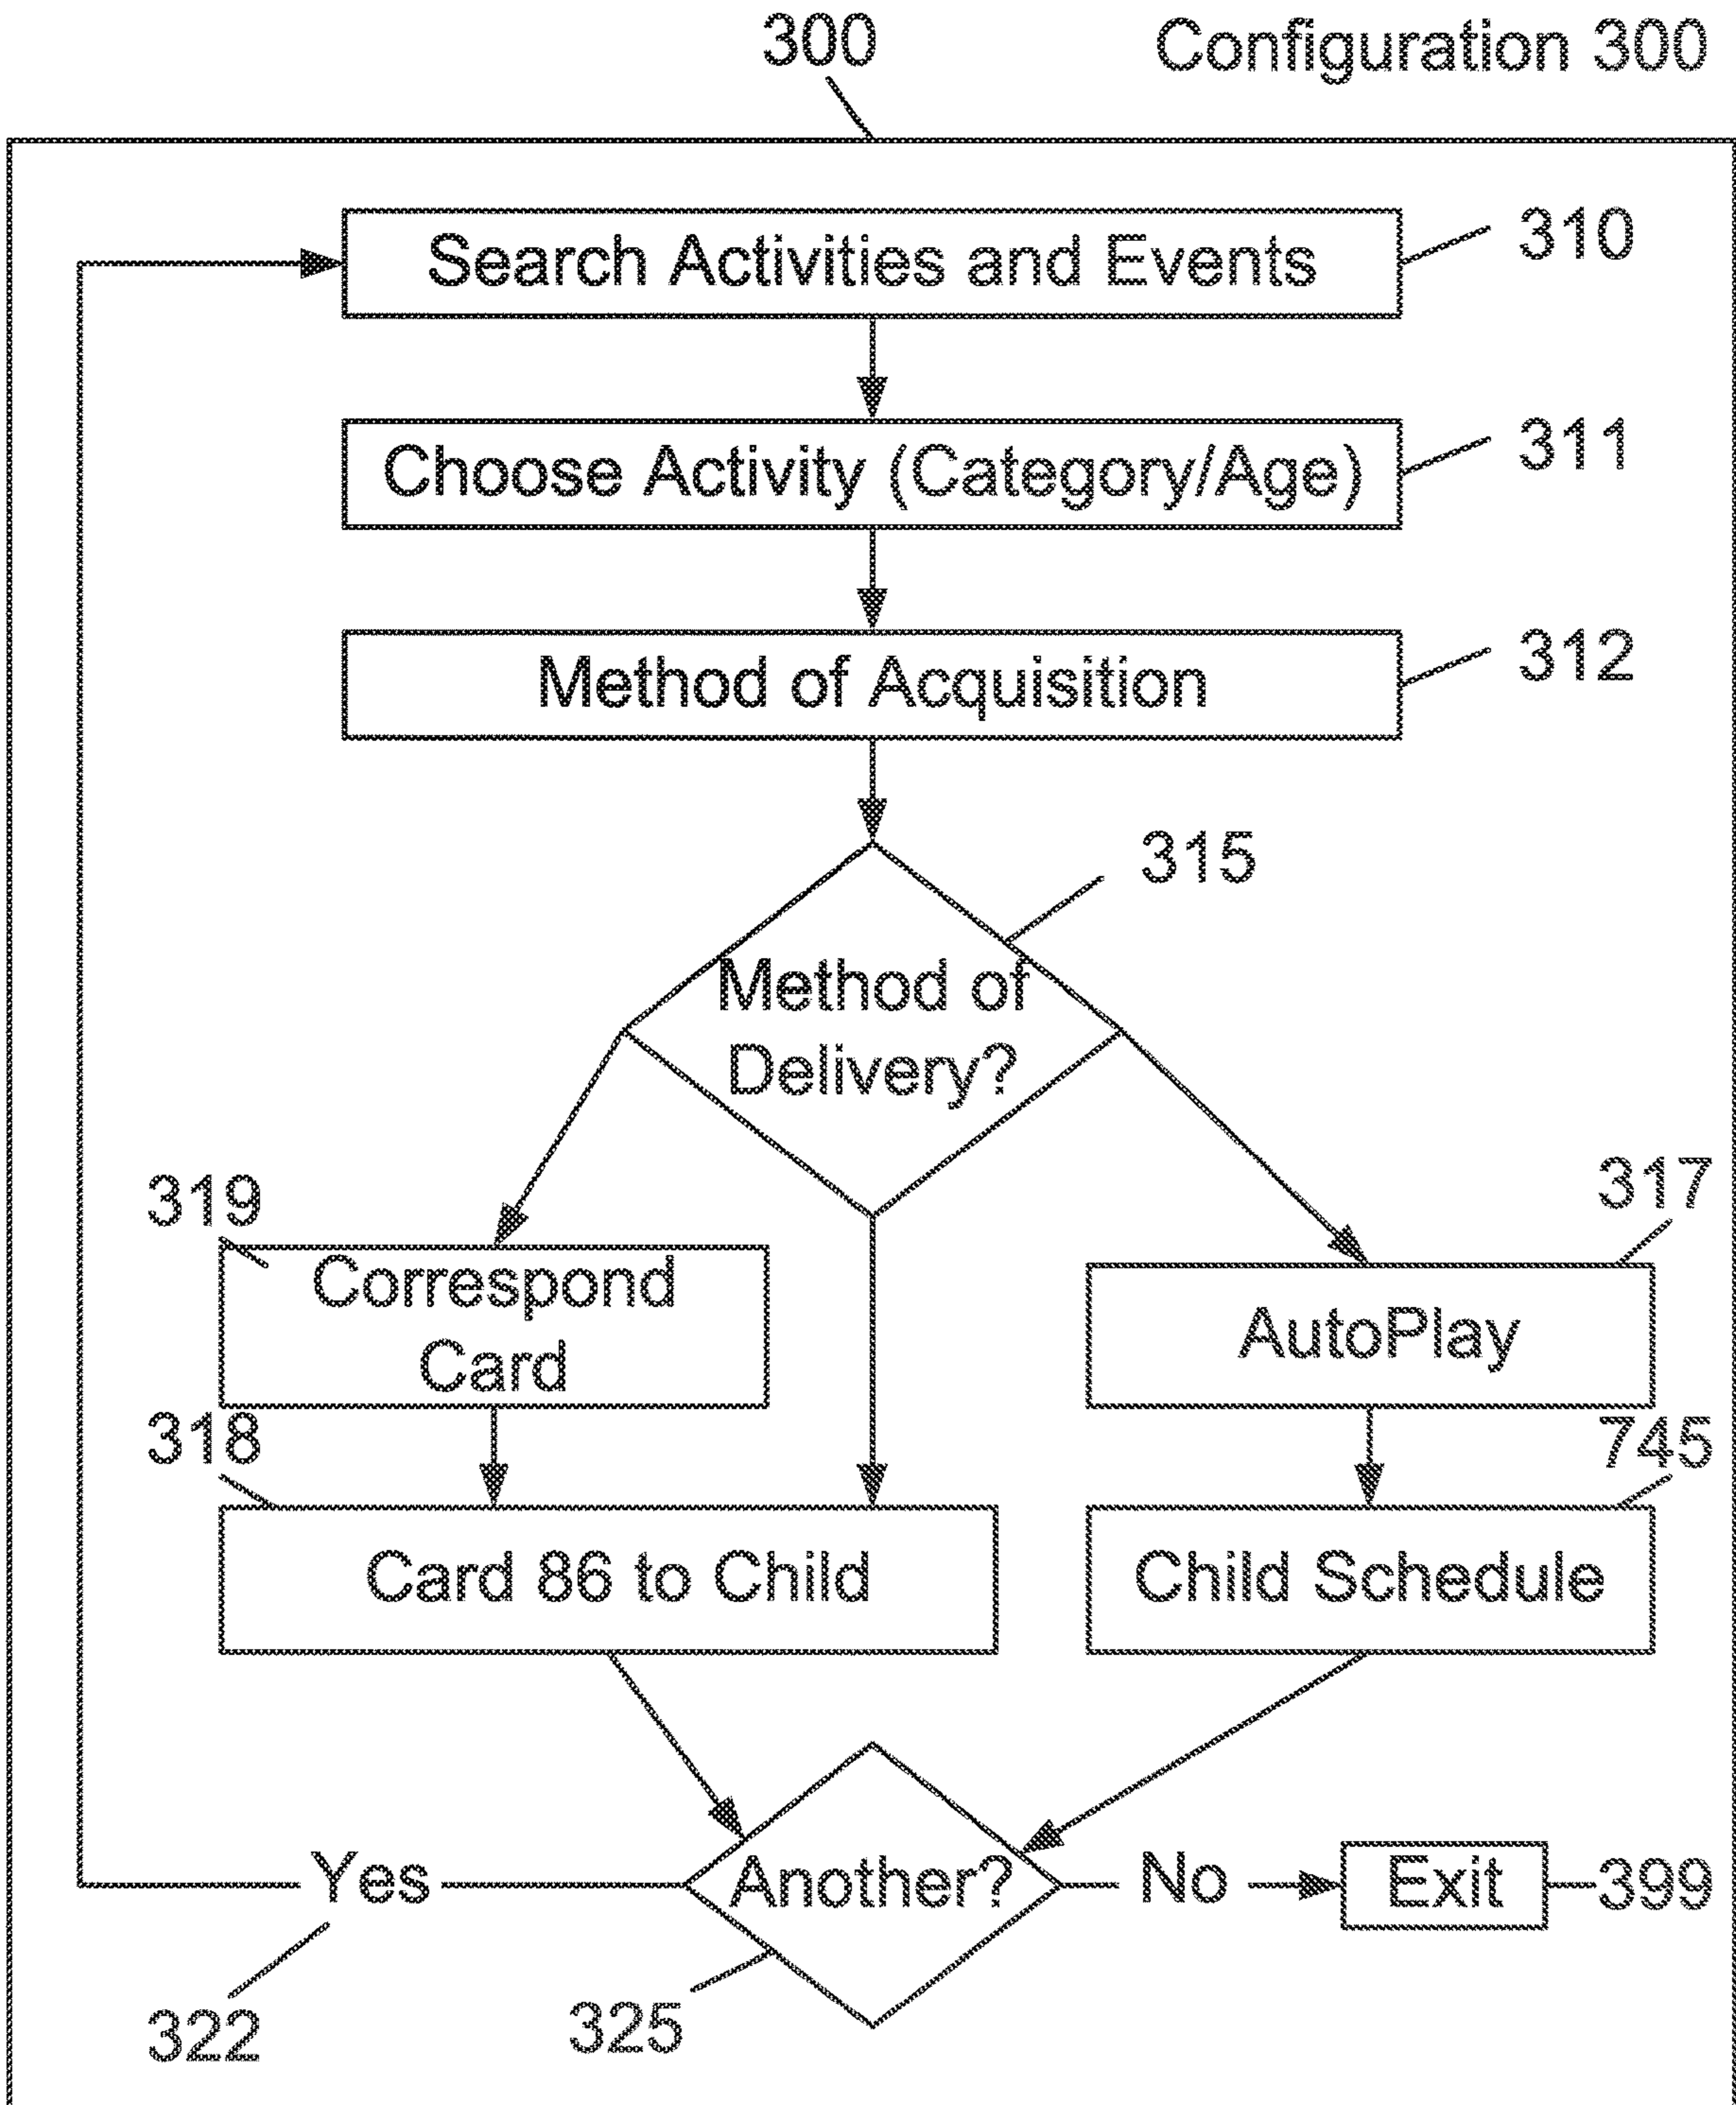 300
Configuration 300
Search Activities and Events
310
Choose Activity (Category/Age)
311
Method of Acquisition
312
315
Method of
Delivery?
319
317
Correspond
Card
AutoPlay
318
745
Card 86 to Child
Child Schedule
Yes
Another?
No
Exit
399
322
325